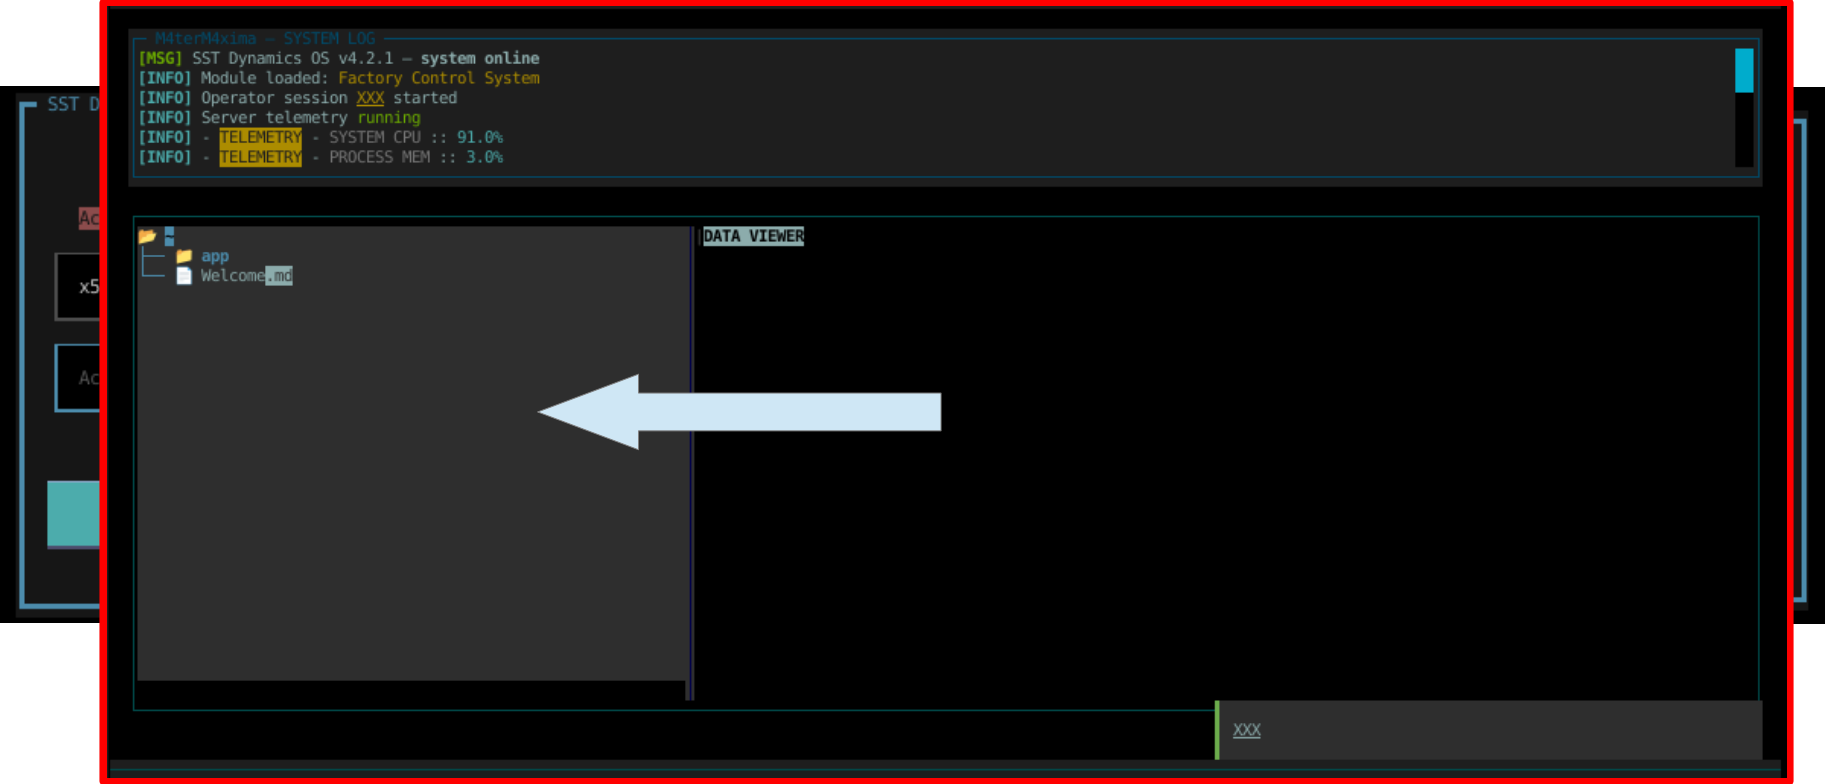 M4terM4xima — SYSTEM LOG
[MSG] SST Dynamics OS v4.2.1 — system online
[INFO] Module loaded: Factory Control System
[INFO] Operator session XXX started
[INFO] Server telemetry running
[INFO] - TELEMETRY - SYSTEM CPU :: 91.0%
[INFO] - TELEMETRY - PROCESS MEM :: 3.0%
SST D
Ac
x5
Ac
~
app
Welcome.md
DATA VIEWER
XXX